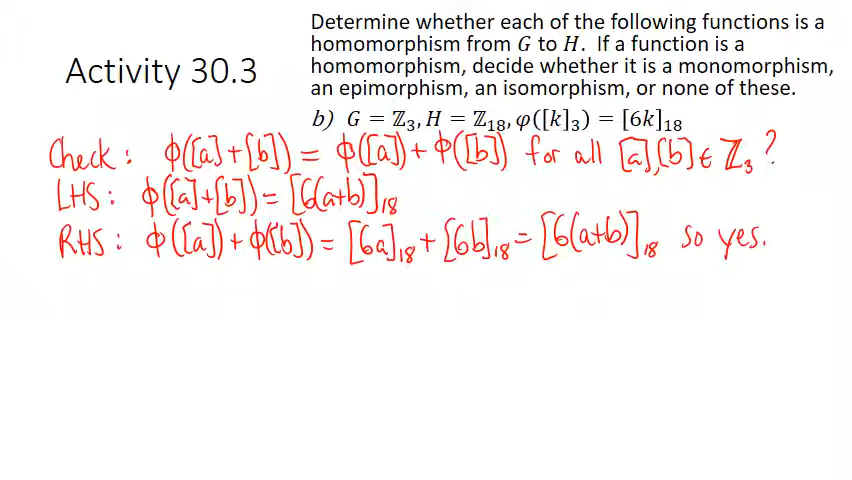 Activity 30.3
Determine whether each of the following functions is a
homomorphism from G to H. If a function is a
homomorphism, decide whether it is a monomorphism,
an epimorphism, an isomorphism, or none of these.
b) G = ℤ₃, H = ℤ₁₈, φ([k]₃) = [6k]₁₈
Check: ϕ([a]+[b]) = ϕ([a])+ϕ([b]) for all [a],[b]∈ ℤ₃?
LHS: ϕ([a]+[b]) = [6(a+b)]₁₈
RHS: ϕ([a])+ϕ([b]) = [6a]₁₈+[6b]₁₈ = [6(a+b)]₁₈ so yes.